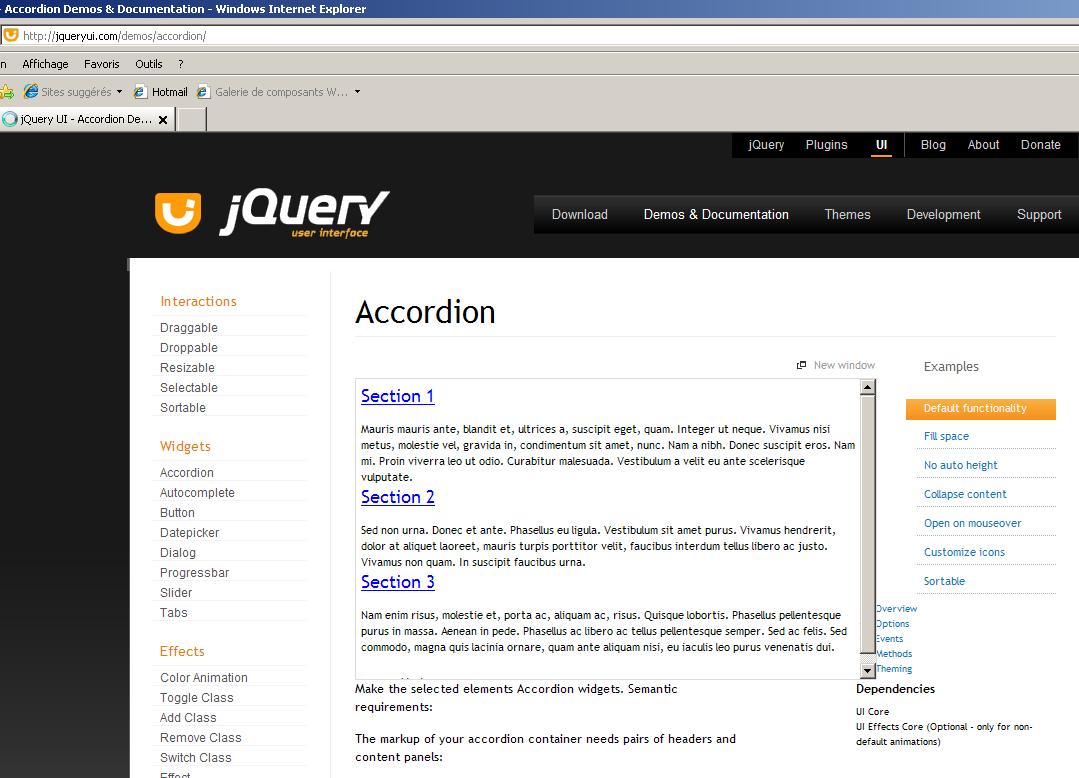 - Accordion Demos & Documentation - Windows Internet Explorer
http://jqueryui.com/demos/accordion/
n Affichage Favoris Outils ?
Sites suggérés Hotmail Galerie de composants W...
jQuery UI - Accordion De...
jQuery Plugins UI Blog About Donate
jQuery
user interface
Download Demos & Documentation Themes Development Support
Interactions
Draggable
Droppable
Resizable
Selectable
Sortable
Widgets
Accordion
Autocomplete
Button
Datepicker
Dialog
Progressbar
Slider
Tabs
Effects
Color Animation
Toggle Class
Add Class
Remove Class
Switch Class
Effect
Accordion
New window
Section 1
Mauris mauris ante, blandit et, ultrices a, suscipit eget, quam. Integer ut neque. Vivamus nisi
metus, molestie vel, gravida in, condimentum sit amet, nunc. Nam a nibh. Donec suscipit eros. Nam
mi. Proin viverra leo ut odio. Curabitur malesuada. Vestibulum a velit eu ante scelerisque
vulputate.
Section 2
Sed non urna. Donec et ante. Phasellus eu ligula. Vestibulum sit amet purus. Vivamus hendrerit,
dolor at aliquet laoreet, mauris turpis porttitor velit, faucibus interdum tellus libero ac justo.
Vivamus non quam. In suscipit faucibus urna.
Section 3
Nam enim risus, molestie et, porta ac, aliquam ac, risus. Quisque lobortis. Phasellus pellentesque
purus in massa. Aenean in pede. Phasellus ac libero ac tellus pellentesque semper. Sed ac felis. Sed
commodo, magna quis lacinia ornare, quam ante aliquam nisi, eu iaculis leo purus venenatis dui.
Make the selected elements Accordion widgets. Semantic
requirements:
The markup of your accordion container needs pairs of headers and
content panels:
Examples
Default functionality
Fill space
No auto height
Collapse content
Open on mouseover
Customize icons
Sortable
Overview
Options
Events
Methods
Theming
Dependencies
UI Core
UI Effects Core (Optional - only for non-
default animations)